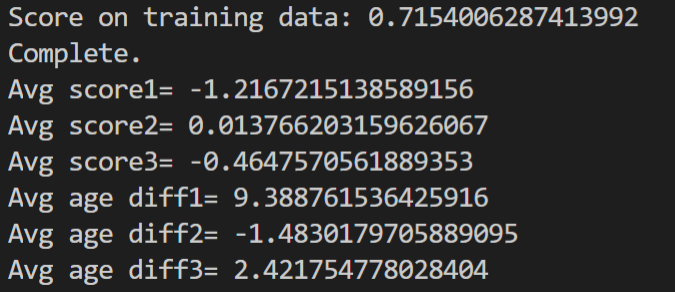 Score on training data: 0.7154006287413992
Complete.
Avg score1= -1.2167215138589156
Avg score2= 0.013766203159626067
Avg score3= -0.4647570561889353
Avg age diff1= 9.388761536425916
Avg age diff2= -1.4830179705889095
Avg age diff3= 2.421754778028404